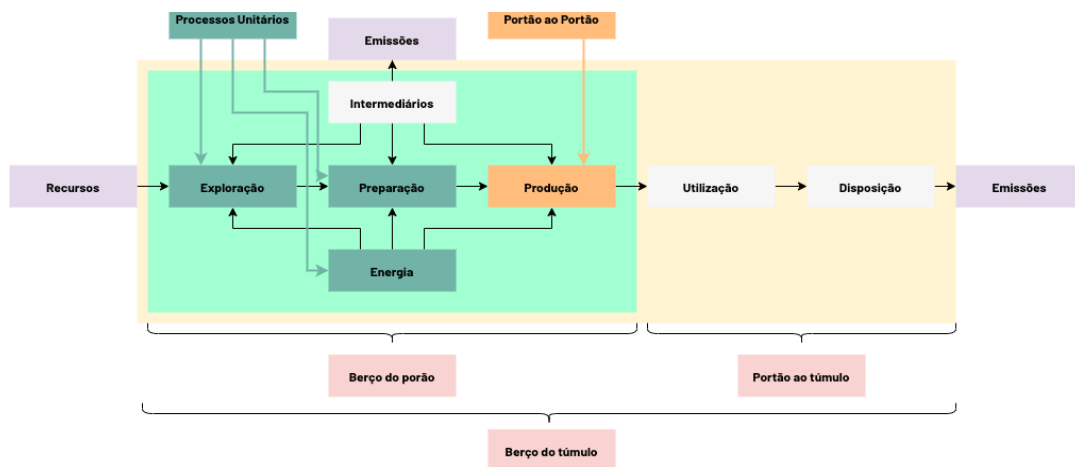 Processos Unitários
Portão ao Portão
Emissões
Intermediários
Recursos
Exploração
Preparação
Produção
Utilização
Disposição
Emissões
Energia
Berço do porão
Portão ao túmulo
Berço do túmulo